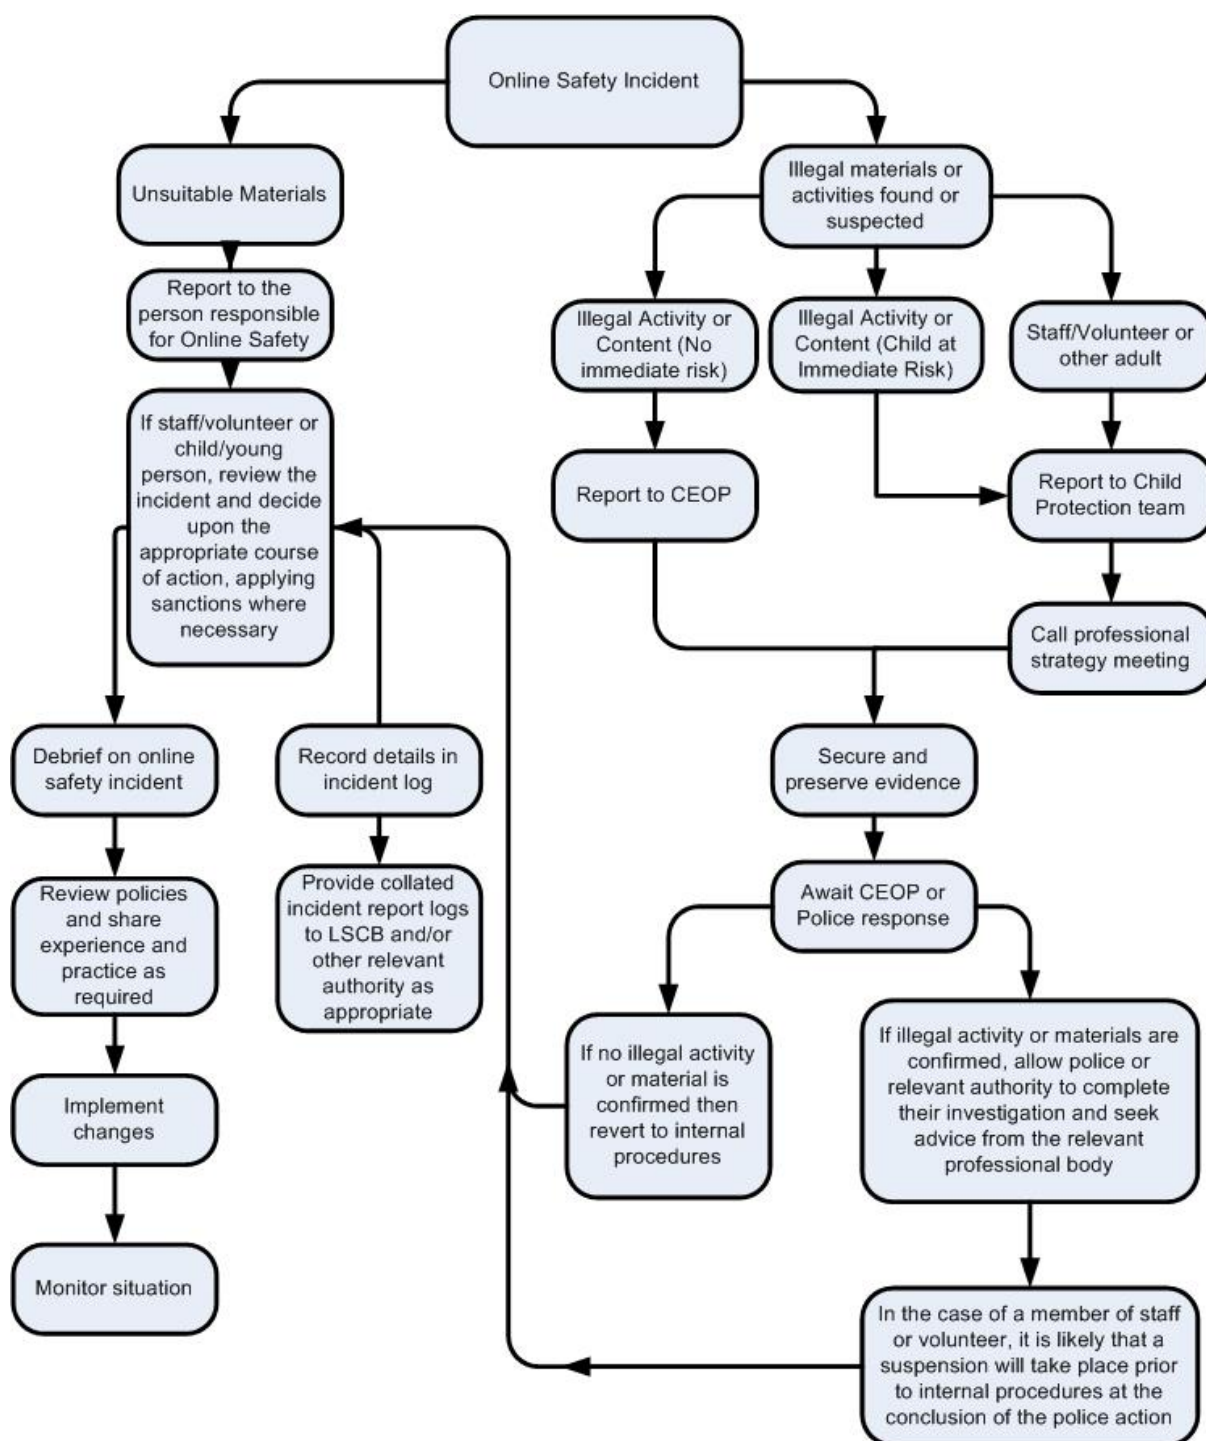 Online Safety Incident
Unsuitable Materials
Illegal materials or
activities found or
suspected
Report to the
person responsible
for Online Safety
Illegal Activity or
Content (No
immediate risk)
Illegal Activity or
Content (Child at
Immediate Risk)
Staff/Volunteer or
other adult
If staff/volunteer or
child/young
person, review the
incident and decide
upon the
appropriate course
of action, applying
sanctions where
necessary
Report to CEOP
Report to Child
Protection team
Call professional
strategy meeting
Debrief on online
safety incident
Record details in
incident log
Secure and
preserve evidence
Review policies
and share
experience and
practice as
required
Provide collated
incident report logs
to LSCB and/or
other relevant
authority as
appropriate
Await CEOP or
Police response
If no illegal activity
or material is
confirmed then
revert to internal
procedures
If illegal activity or materials are
confirmed, allow police or
relevant authority to complete
their investigation and seek
advice from the relevant
professional body
Implement
changes
Monitor situation
In the case of a member of staff
or volunteer, it is likely that a
suspension will take place prior
to internal procedures at the
conclusion of the police action